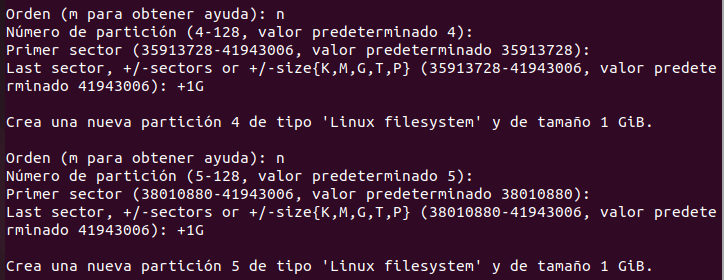 Orden (m para obtener ayuda): n
Número de partición (4-128, valor predeterminado 4):
Primer sector (35913728-41943006, valor predeterminado 35913728):
Last sector, +/-sectors or +/-size{K,M,G,T,P} (35913728-41943006, valor predete
rminado 41943006): +1G
Crea una nueva partición 4 de tipo 'Linux filesystem' y de tamaño 1 GiB.
Orden (m para obtener ayuda): n
Número de partición (5-128, valor predeterminado 5):
Primer sector (38010880-41943006, valor predeterminado 38010880):
Last sector, +/-sectors or +/-size{K,M,G,T,P} (38010880-41943006, valor predete
rminado 41943006): +1G
Crea una nueva partición 5 de tipo 'Linux filesystem' y de tamaño 1 GiB.